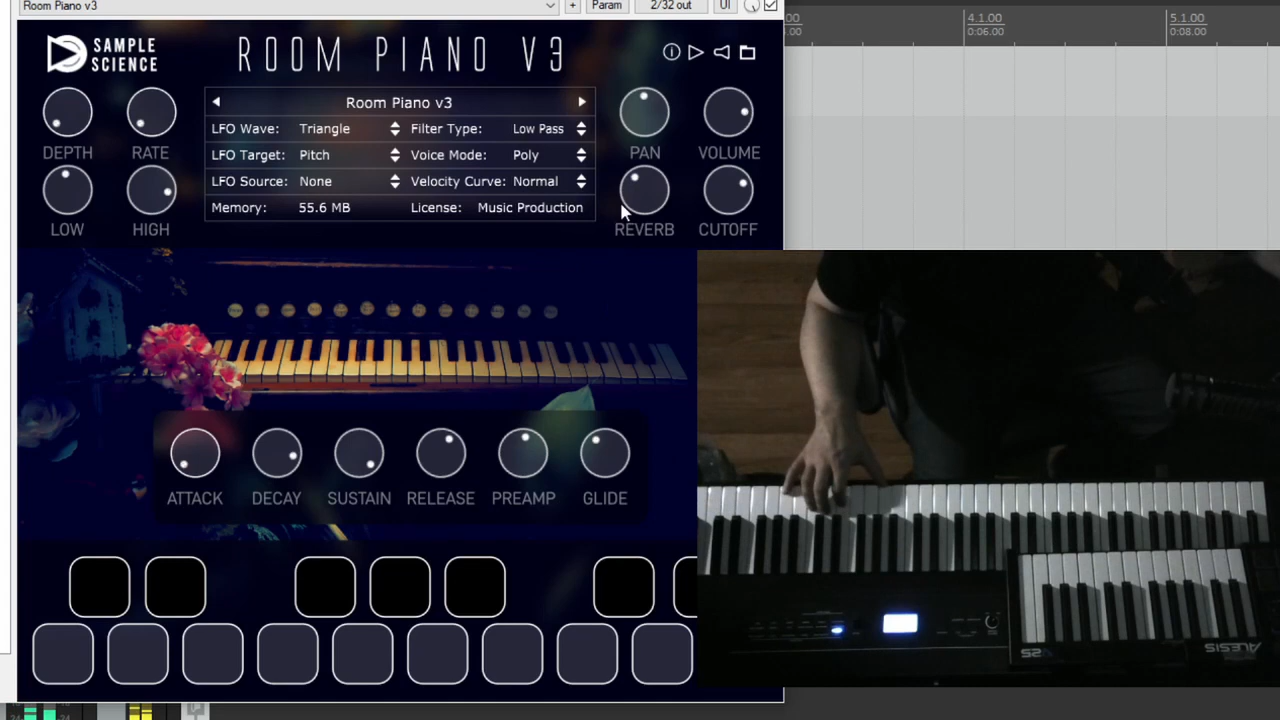 Room Piano v3
+
Param
2/32 out
UI
.00
4.1.00
5.1.00
0:06.00
0:08.00
SAMPLE
SCIENCE
ROOM PIANO V3
Room Piano v3
LFO Wave: Triangle Filter Type: Low Pass
LFO Target: Pitch Voice Mode: Poly
LFO Source: None Velocity Curve: Normal
Memory: 55.6 MB License: Music Production
DEPTH RATE
LOW HIGH
PAN VOLUME
REVERB CUTOFF
ATTACK DECAY SUSTAIN RELEASE PREAMP GLIDE
V25
ALESIS